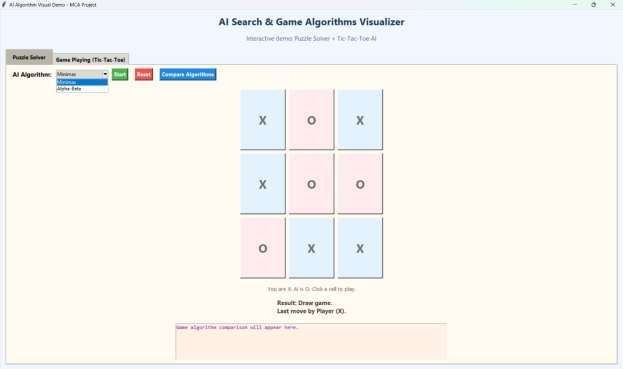 AI Algorithm Visual Demo - MCA Project
AI Search & Game Algorithms Visualizer
Interactive demo: Puzzle Solver + Tic-Tac-Toe AI
Puzzle Solver Game Playing (Tic-Tac-Toe)
AI Algorithm: Minimax Start Reset Compare Algorithms
Minimax
Alpha-Beta
X O X
X O O
O X X
You are X. AI is O. Click a cell to play.
Result: Draw game.
Last move by Player (X).
Game algorithm comparison will appear here.